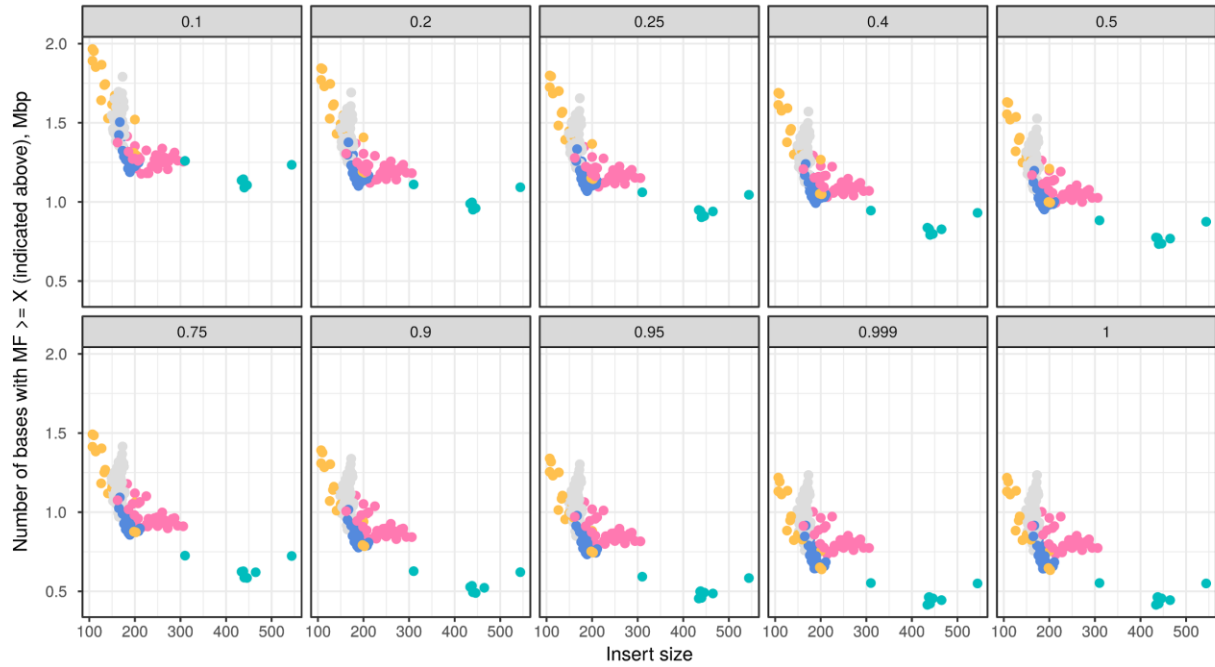 0.1 0.2 0.25 0.4 0.5
2.0
1.5
1.0
0.5
Number of bases with MF >= X (indicated above), Mbp
0.75 0.9 0.95 0.999 1
2.0
1.5
1.0
0.5
100 200 300 400 500 100 200 300 400 500 100 200 300 400 500 100 200 300 400 500 100 200 300 400 500
Insert size